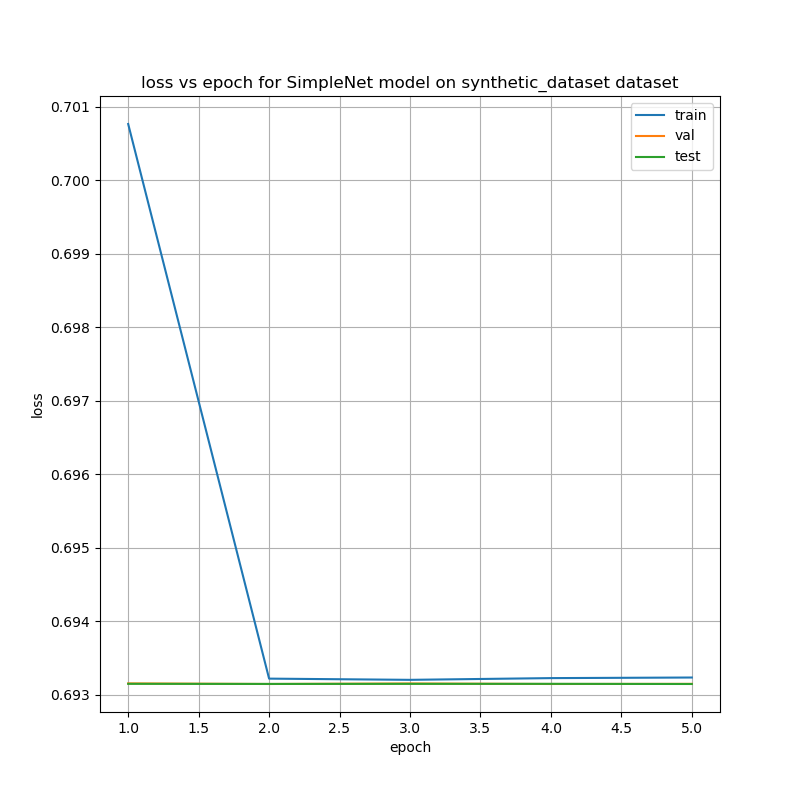 loss vs epoch for SimpleNet model on synthetic_dataset dataset
train
val
test
loss
0.701
0.700
0.699
0.698
0.697
0.696
0.695
0.694
0.693
1.0 1.5 2.0 2.5 3.0 3.5 4.0 4.5 5.0
epoch